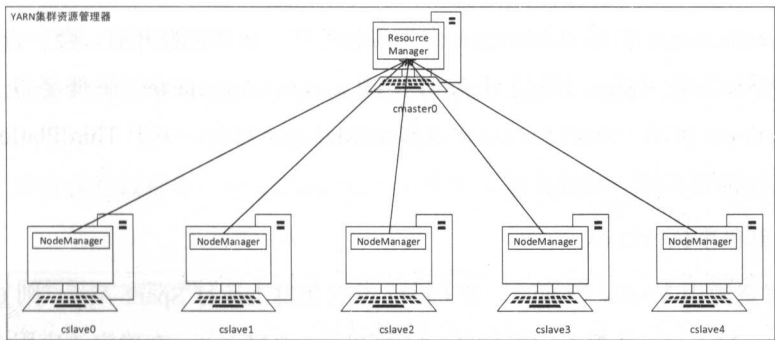 YARN集群资源管理器
Resource
Manager
cmaster0
NodeManager
NodeManager
NodeManager
NodeManager
NodeManager
cslave0
cslave1
cslave2
cslave3
cslave4